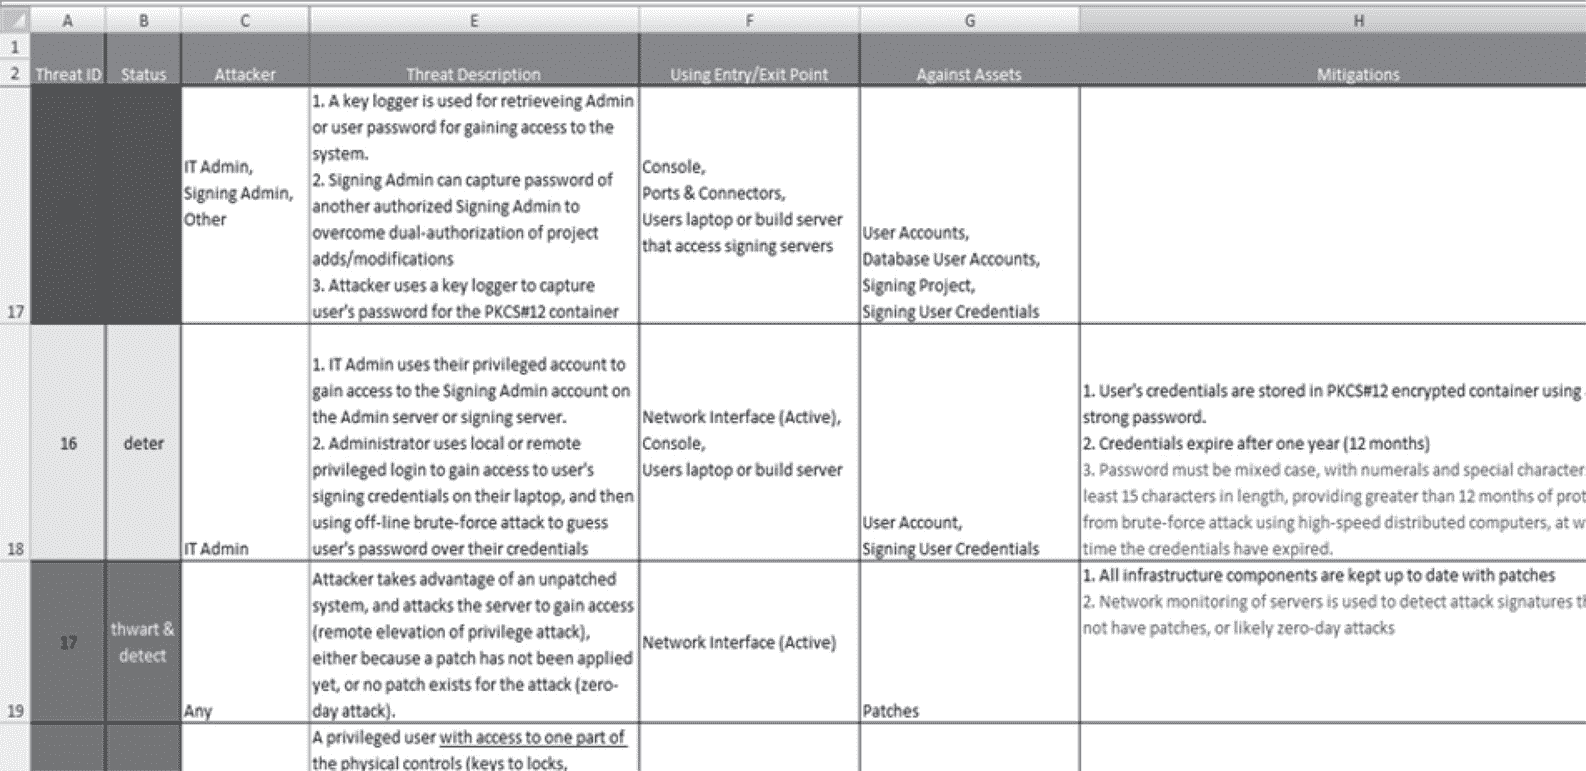 A B C E F G H
1
2 Threat ID Status Attacker Threat Description Using Entry/Exit Point Against Assets Mitigations
1. A key logger is used for retrieveing Admin
or user password for gaining access to the
system.
2. Signing Admin can capture password of
another authorized Signing Admin to
overcome dual-authorization of project
adds/modifications
3. Attacker uses a key logger to capture
user's password for the PKCS#12 container
IT Admin,
Signing Admin,
Other
Console,
Ports & Connectors,
Users laptop or build server
that access signing servers
User Accounts,
Database User Accounts,
Signing Project,
Signing User Credentials
17
16
deter
IT Admin
1. IT Admin uses their privileged account to
gain access to the Signing Admin account on
the Admin server or signing server.
2. Administrator uses local or remote
privileged login to gain access to user's
signing credentials on their laptop, and then
using off-line brute-force attack to guess
user's password over their credentials
Network Interface (Active),
Console,
Users laptop or build server
User Account,
Signing User Credentials
1. User's credentials are stored in PKCS#12 encrypted container using
strong password.
2. Credentials expire after one year (12 months)
3. Password must be mixed case, with numerals and special character
least 15 characters in length, providing greater than 12 months of prot
from brute-force attack using high-speed distributed computers, at w
time the credentials have expired.
18
17
thwart &
detect
Any
Attacker takes advantage of an unpatched
system, and attacks the server to gain access
(remote elevation of privilege attack),
either because a patch has not been applied
yet, or no patch exists for the attack (zero-
day attack).
Network Interface (Active)
Patches
1. All infrastructure components are kept up to date with patches
2. Network monitoring of servers is used to detect attack signatures th
not have patches, or likely zero-day attacks
19
A privileged user with access to one part of
the physical controls (keys to locks,